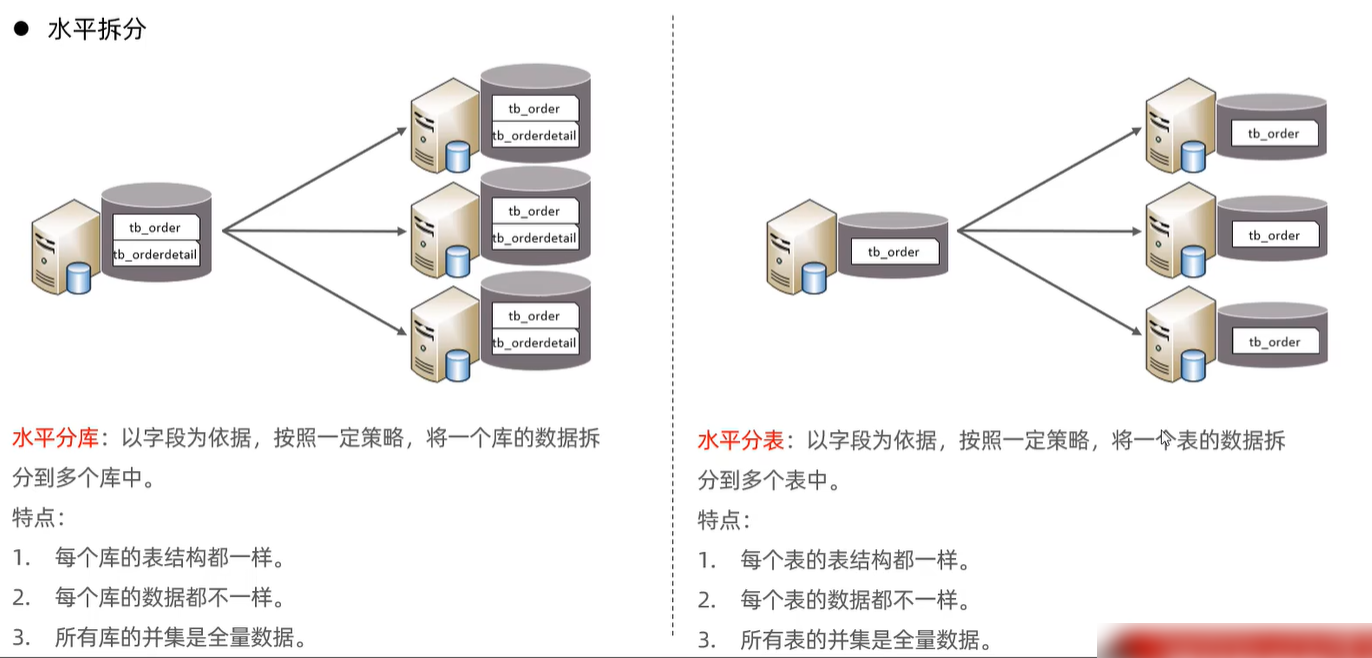 ● 水平拆分
tb_order
tb_orderdetail
tb_order
tb_orderdetail
tb_order
tb_orderdetail
tb_order
tb_orderdetail
水平分库：以字段为依据，按照一定策略，将一个库的数据拆
分到多个库中。
特点：
1. 每个库的表结构都一样。
2. 每个库的数据都不一样。
3. 所有库的并集是全量数据。
tb_order
tb_order
tb_order
tb_order
水平分表：以字段为依据，按照一定策略，将一个表的数据拆
分到多个表中。
特点：
1. 每个表的表结构都一样。
2. 每个表的数据都不一样。
3. 所有表的并集是全量数据。